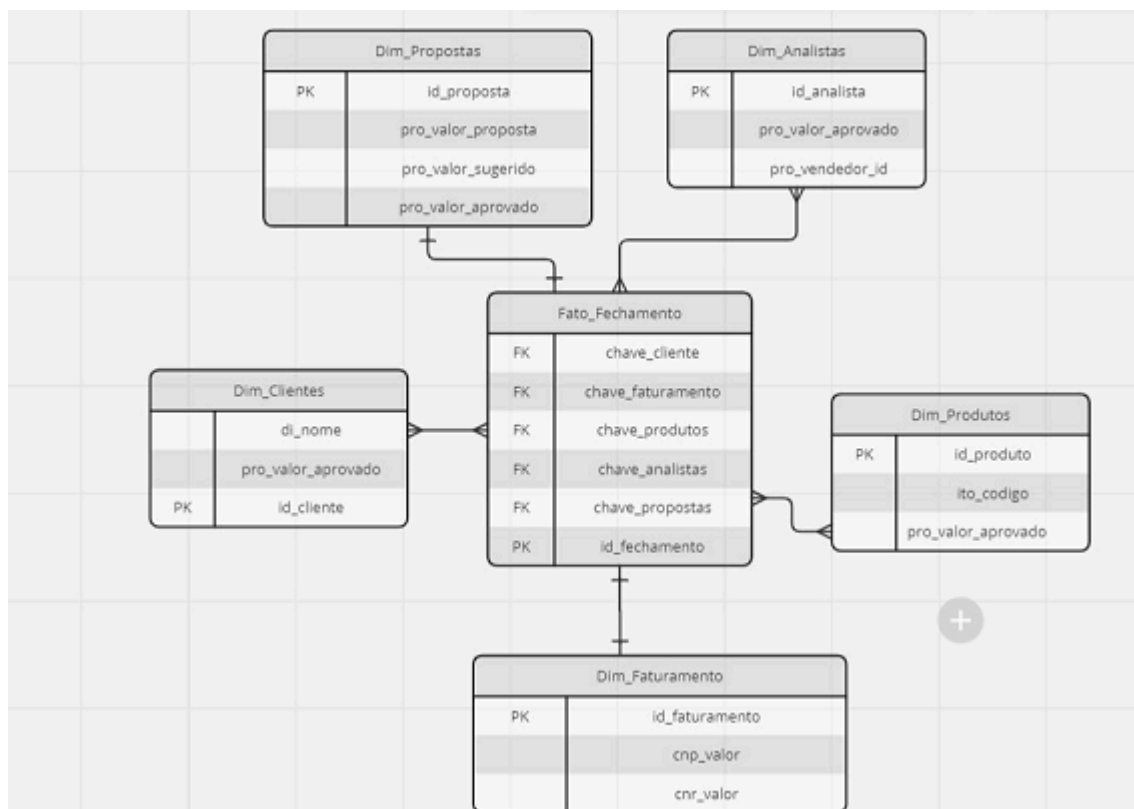 Dim_Propostas
PK id_proposta
pro_valor_proposta
pro_valor_sugerido
pro_valor_aprovado
Dim_Analistas
PK id_analista
pro_valor_aprovado
pro_vendedor_id
Fato_Fechamento
FK chave_cliente
FK chave_faturamento
FK chave_produtos
FK chave_analistas
FK chave_propostas
PK id_fechamento
Dim_Clientes
di_nome
pro_valor_aprovado
PK id_cliente
Dim_Produtos
PK id_produto
ito_codigo
pro_valor_aprovado
Dim_Faturamento
PK id_faturamento
cnp_valor
cnr_valor